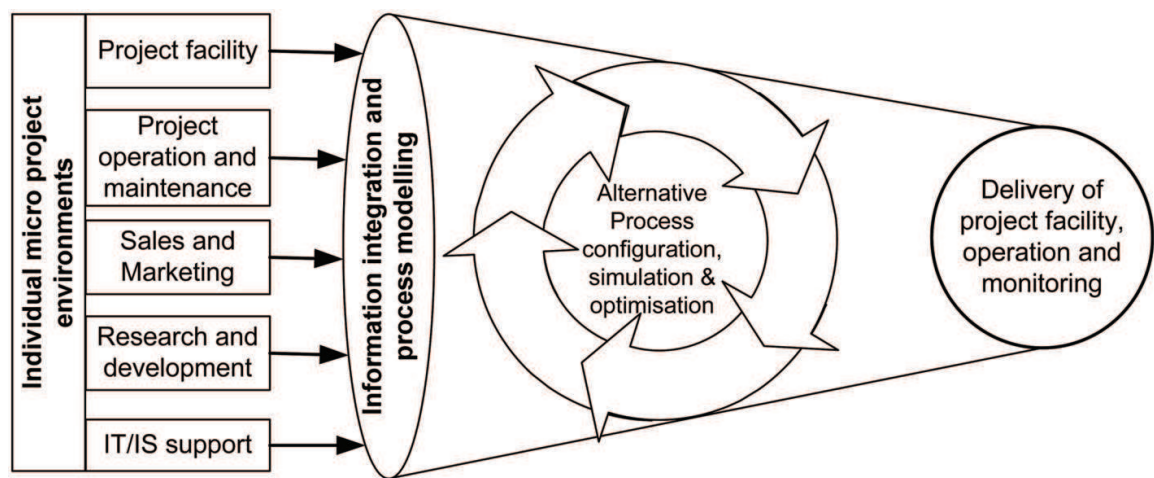 Individual micro project
environments
Project facility
Project
operation and
maintenance
Sales and
Marketing
Research and
development
IT/IS support
Information integration and
process modelling
Alternative
Process
configuration,
simulation &
optimisation
Delivery of
project facility,
operation and
monitoring